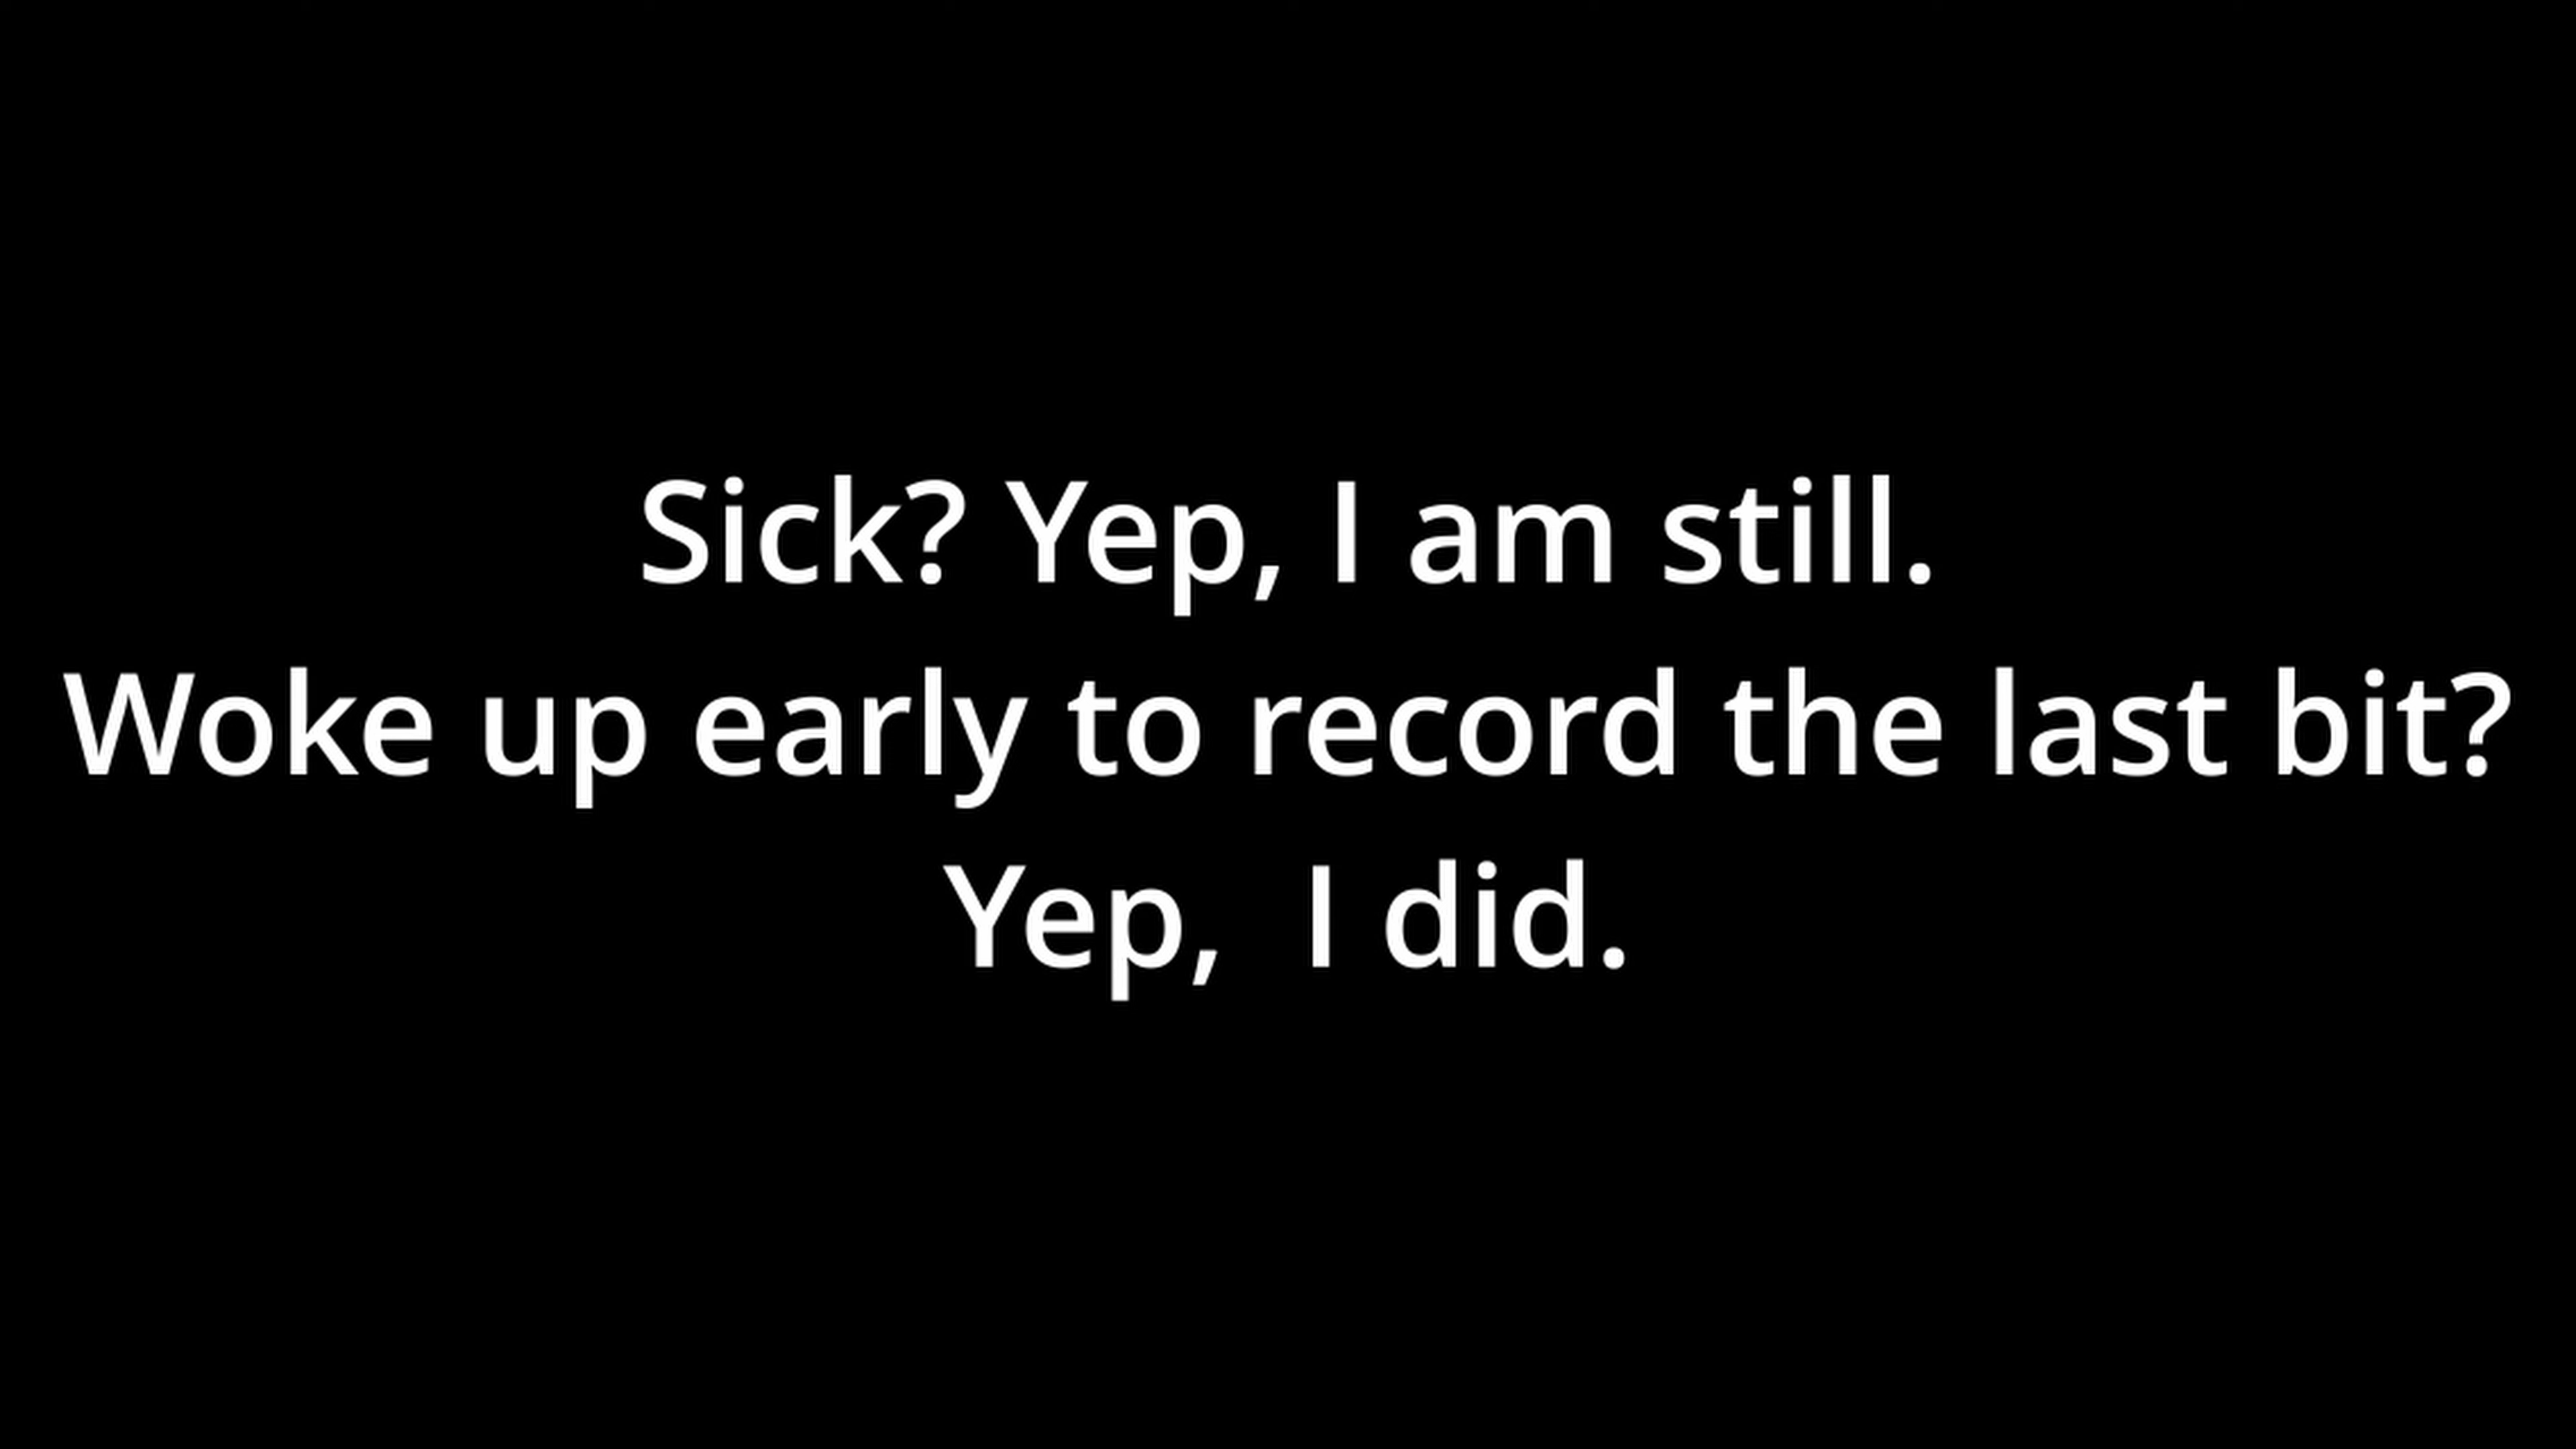 Sick? Yep, I am still.
Woke up early to record the last bit?
Yep,  I did.